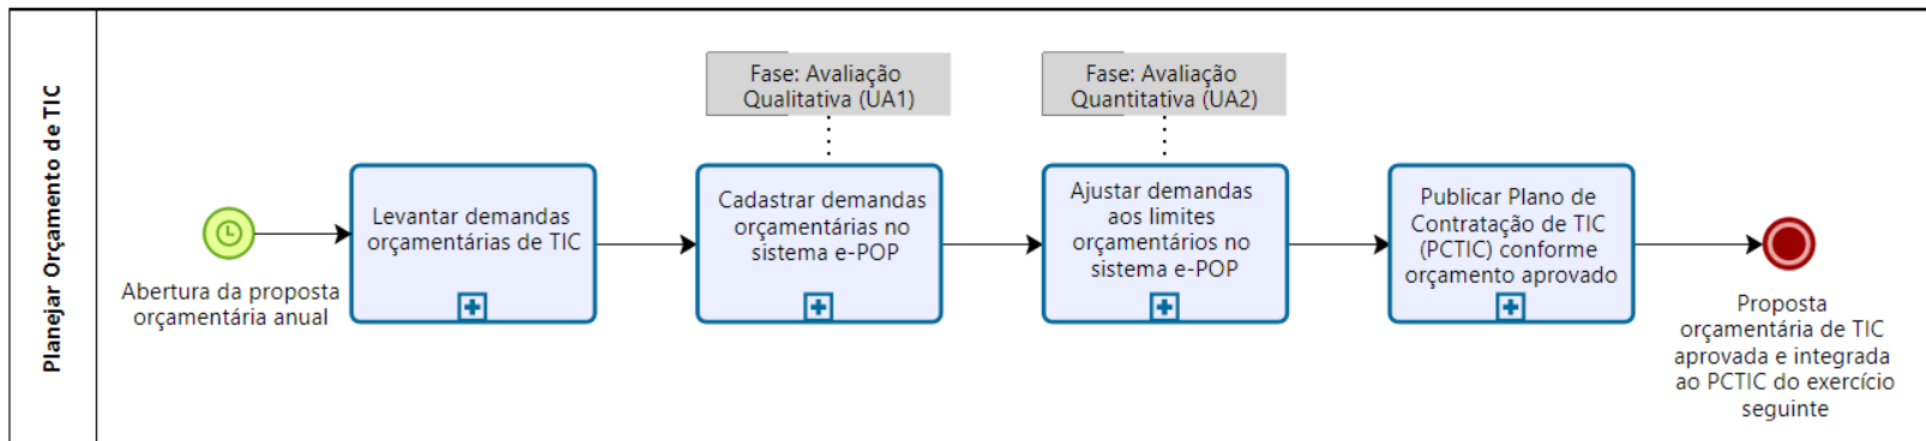 Planejar Orçamento de TIC
Abertura da proposta
orçamentária anual
Levantar demandas
orçamentárias de TIC
Fase: Avaliação
Qualitativa (UA1)
Cadastrar demandas
orçamentárias no
sistema e-POP
Fase: Avaliação
Quantitativa (UA2)
Ajustar demandas
aos limites
orçamentários no
sistema e-POP
Publicar Plano de
Contratação de TIC
(PCTIC) conforme
orçamento aprovado
Proposta
orçamentária de TIC
aprovada e integrada
ao PCTIC do exercício
seguinte